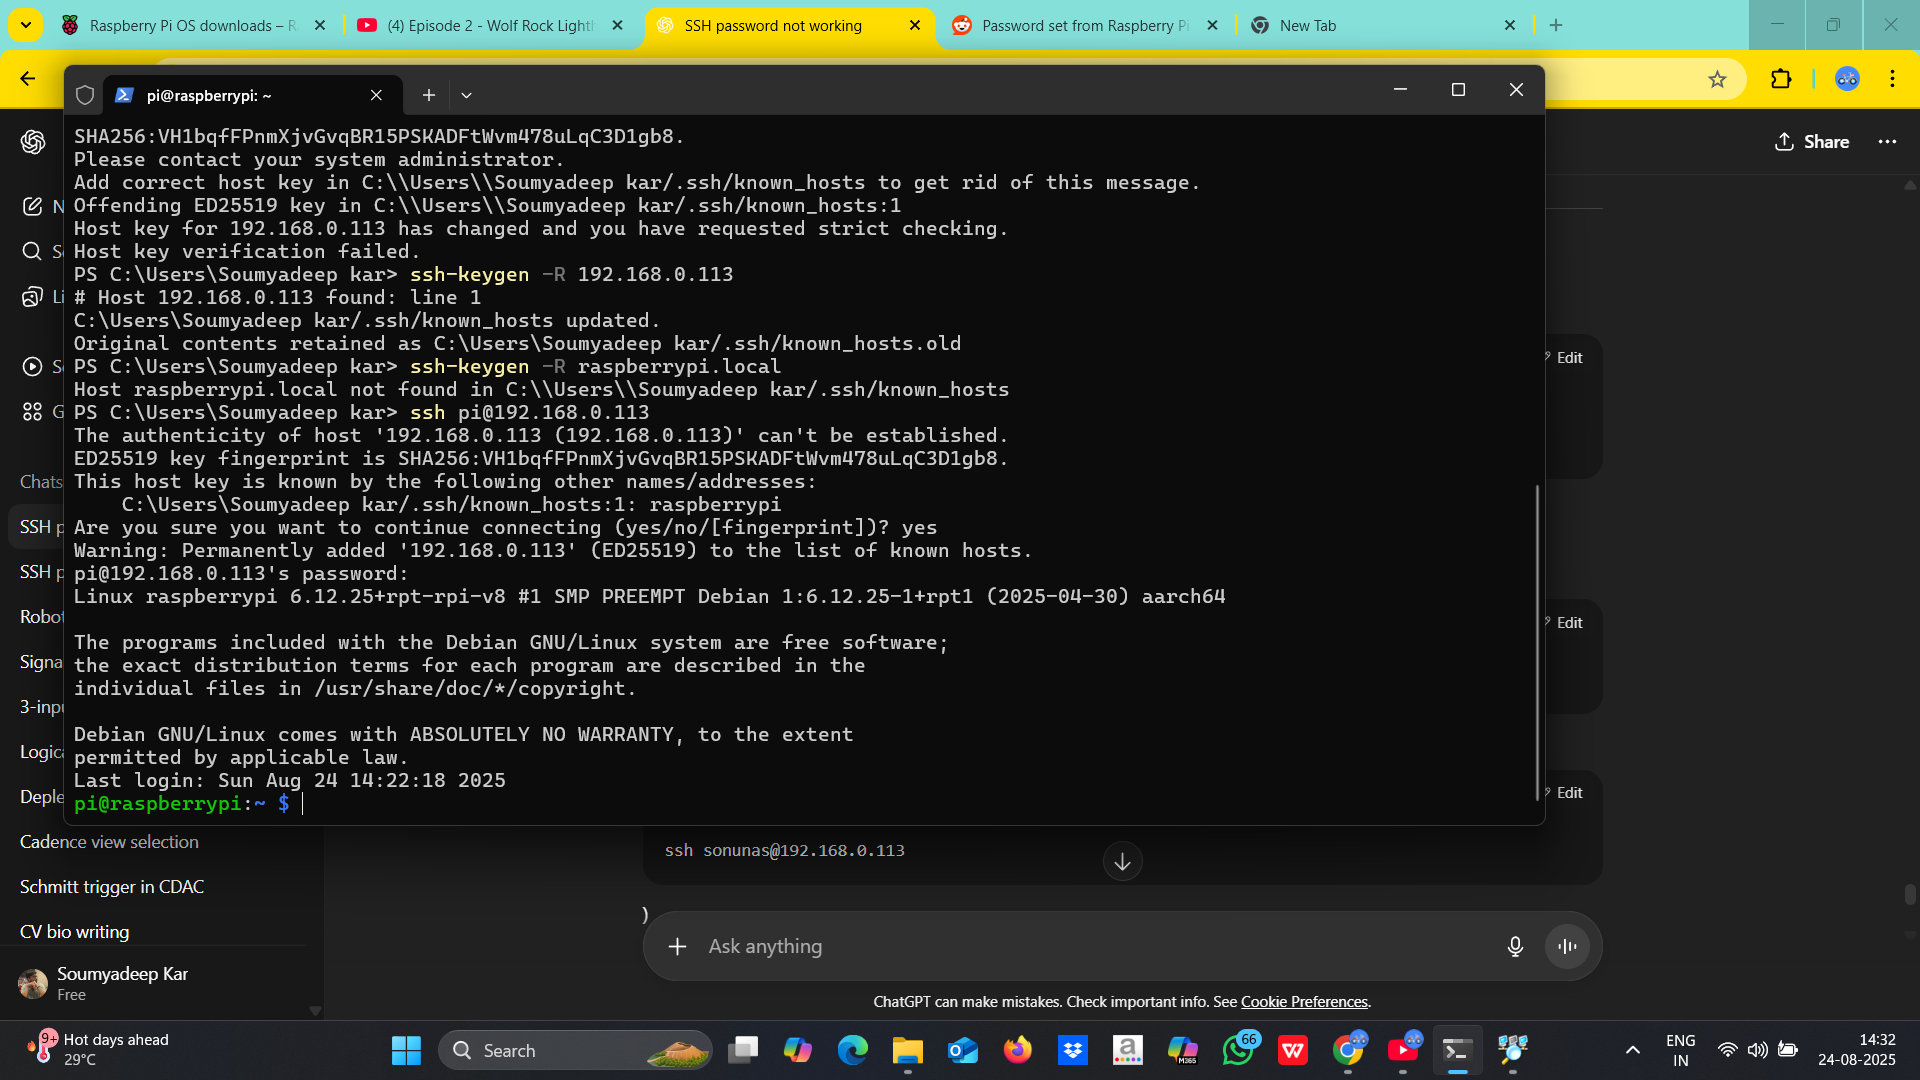 Raspberry Pi OS downloads – R
(4) Episode 2 - Wolf Rock Lighth
SSH password not working
Password set from Raspberry Pi
New Tab
pi@raspberrypi: ~
SHA256:VH1bqfFPnmXjvGvqBR15PSKADFtWvm478uLqC3D1gb8.
Please contact your system administrator.
Add correct host key in C:\\Users\\Soumyadeep kar/.ssh/known_hosts to get rid of this message.
Offending ED25519 key in C:\\Users\\Soumyadeep kar/.ssh/known_hosts:1
Host key for 192.168.0.113 has changed and you have requested strict checking.
Host key verification failed.
PS C:\Users\Soumyadeep kar> ssh-keygen -R 192.168.0.113
# Host 192.168.0.113 found: line 1
C:\Users\Soumyadeep kar/.ssh/known_hosts updated.
Original contents retained as C:\Users\Soumyadeep kar/.ssh/known_hosts.old
PS C:\Users\Soumyadeep kar> ssh-keygen -R raspberrypi.local
Host raspberrypi.local not found in C:\\Users\\Soumyadeep kar/.ssh/known_hosts
PS C:\Users\Soumyadeep kar> ssh pi@192.168.0.113
The authenticity of host '192.168.0.113 (192.168.0.113)' can't be established.
ED25519 key fingerprint is SHA256:VH1bqfFPnmXjvGvqBR15PSKADFtWvm478uLqC3D1gb8.
This host key is known by the following other names/addresses:
    C:\Users\Soumyadeep kar/.ssh/known_hosts:1: raspberrypi
Are you sure you want to continue connecting (yes/no/[fingerprint])? yes
Warning: Permanently added '192.168.0.113' (ED25519) to the list of known hosts.
pi@192.168.0.113's password:
Linux raspberrypi 6.12.25+rpt-rpi-v8 #1 SMP PREEMPT Debian 1:6.12.25-1+rpt1 (2025-04-30) aarch64
The programs included with the Debian GNU/Linux system are free software;
the exact distribution terms for each program are described in the
individual files in /usr/share/doc/*/copyright.
Debian GNU/Linux comes with ABSOLUTELY NO WARRANTY, to the extent
permitted by applicable law.
Last login: Sun Aug 24 14:22:18 2025
pi@raspberrypi:~ $
N
S
Li
S
G
Chats
SSH p
SSH p
Robot
Signa
3-inpu
Logica
Deple
Cadence view selection
Schmitt trigger in CDAC
CV bio writing
Soumyadeep Kar
Free
Share
Edit
Edit
Edit
ssh sonunas@192.168.0.113
)
Ask anything
ChatGPT can make mistakes. Check important info. See Cookie Preferences.
9+
Hot days ahead
29°C
Search
M365
66
ENG
IN
14:32
24-08-2025